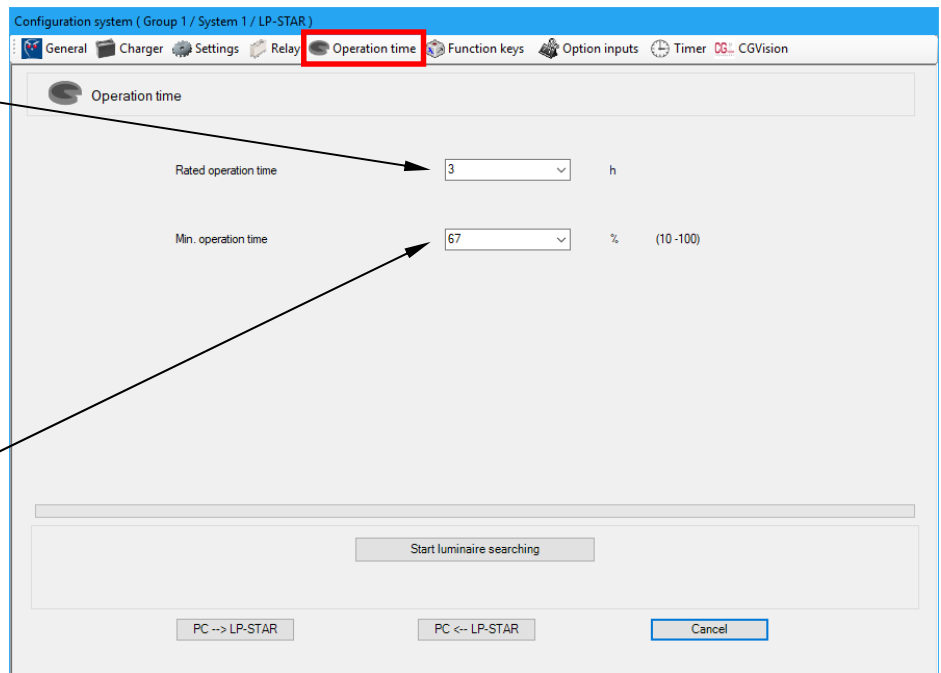 Configuration system ( Group 1 / System 1 / LP-STAR )
General Charger Settings Relay Operation time Function keys Option inputs Timer CG CGVision
Operation time
Rated operation time 3 h
Min. operation time 67 % (10 -100)
Start luminaire searching
PC --> LP-STAR PC <-- LP-STAR Cancel